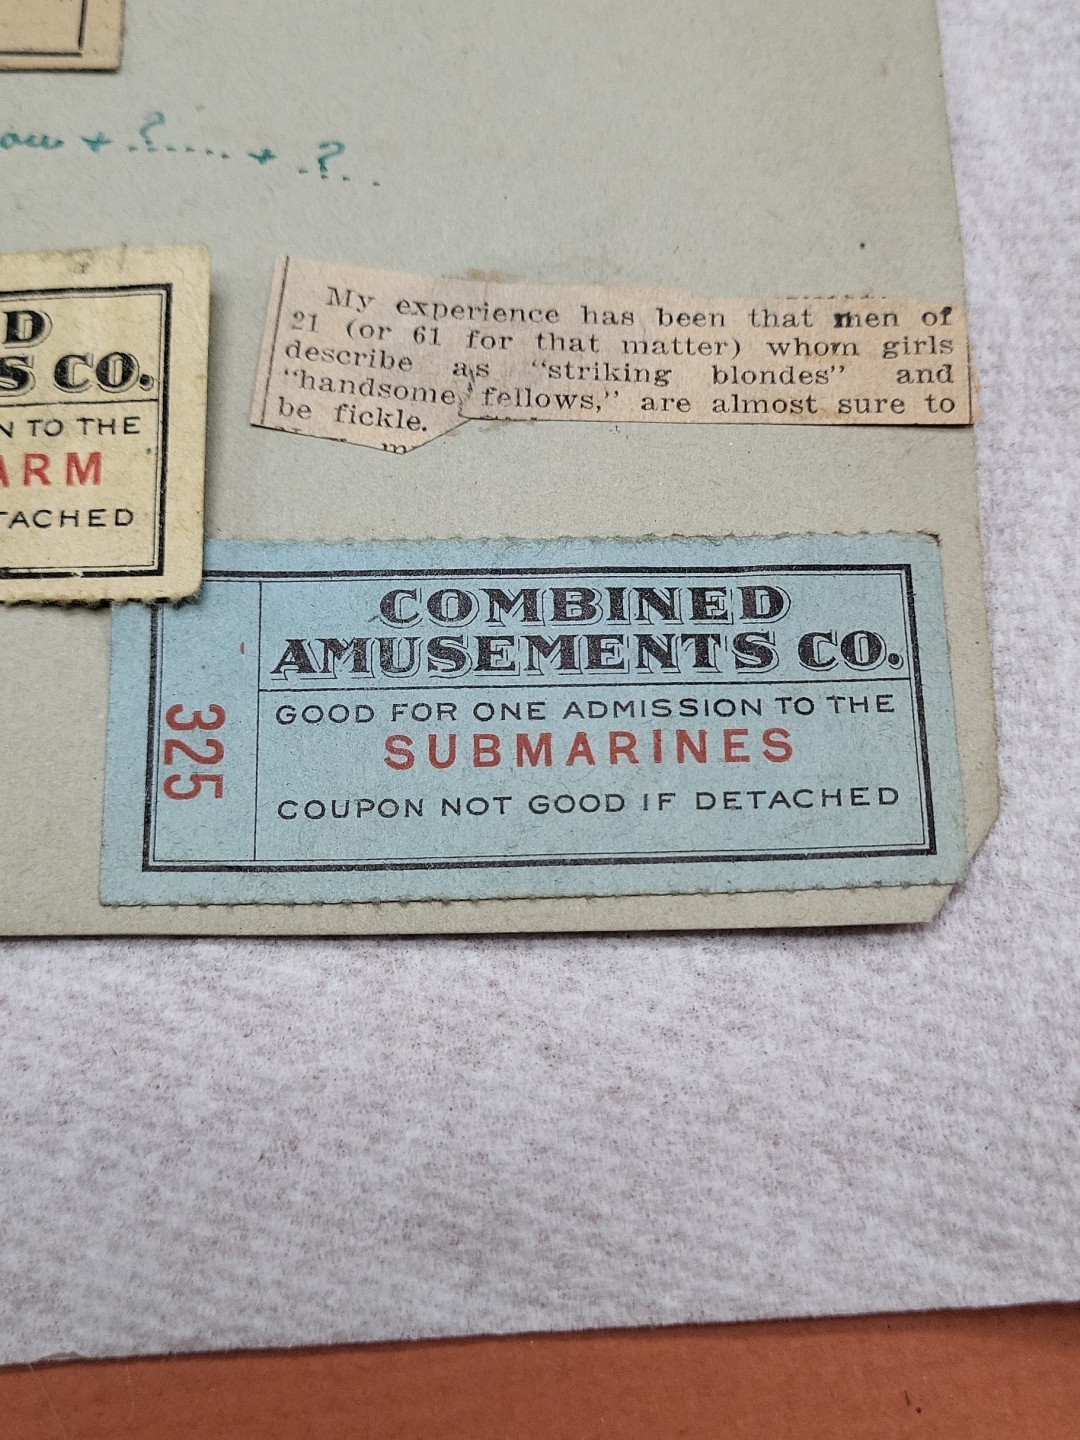 + ?...... + .?. .
My experience has been that men of
21 (or 61 for that matter) whom girls
describe as "striking blondes" and
"handsome fellows," are almost sure to
be fickle.
D
S CO.
N TO THE
ARM
TACHED
COMBINED
AMUSEMENTS CO.
GOOD FOR ONE ADMISSION TO THE
SUBMARINES
COUPON NOT GOOD IF DETACHED
325